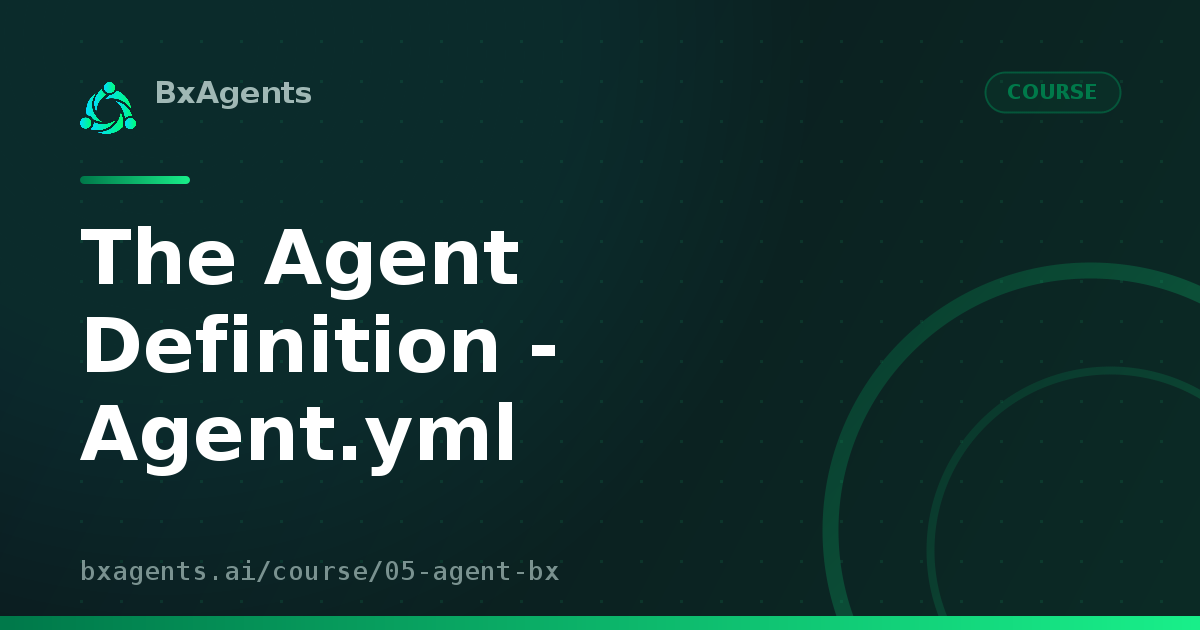 BxAgents
COURSE
The Agent
Definition -
Agent.yml
bxagents.ai/course/05-agent-bx